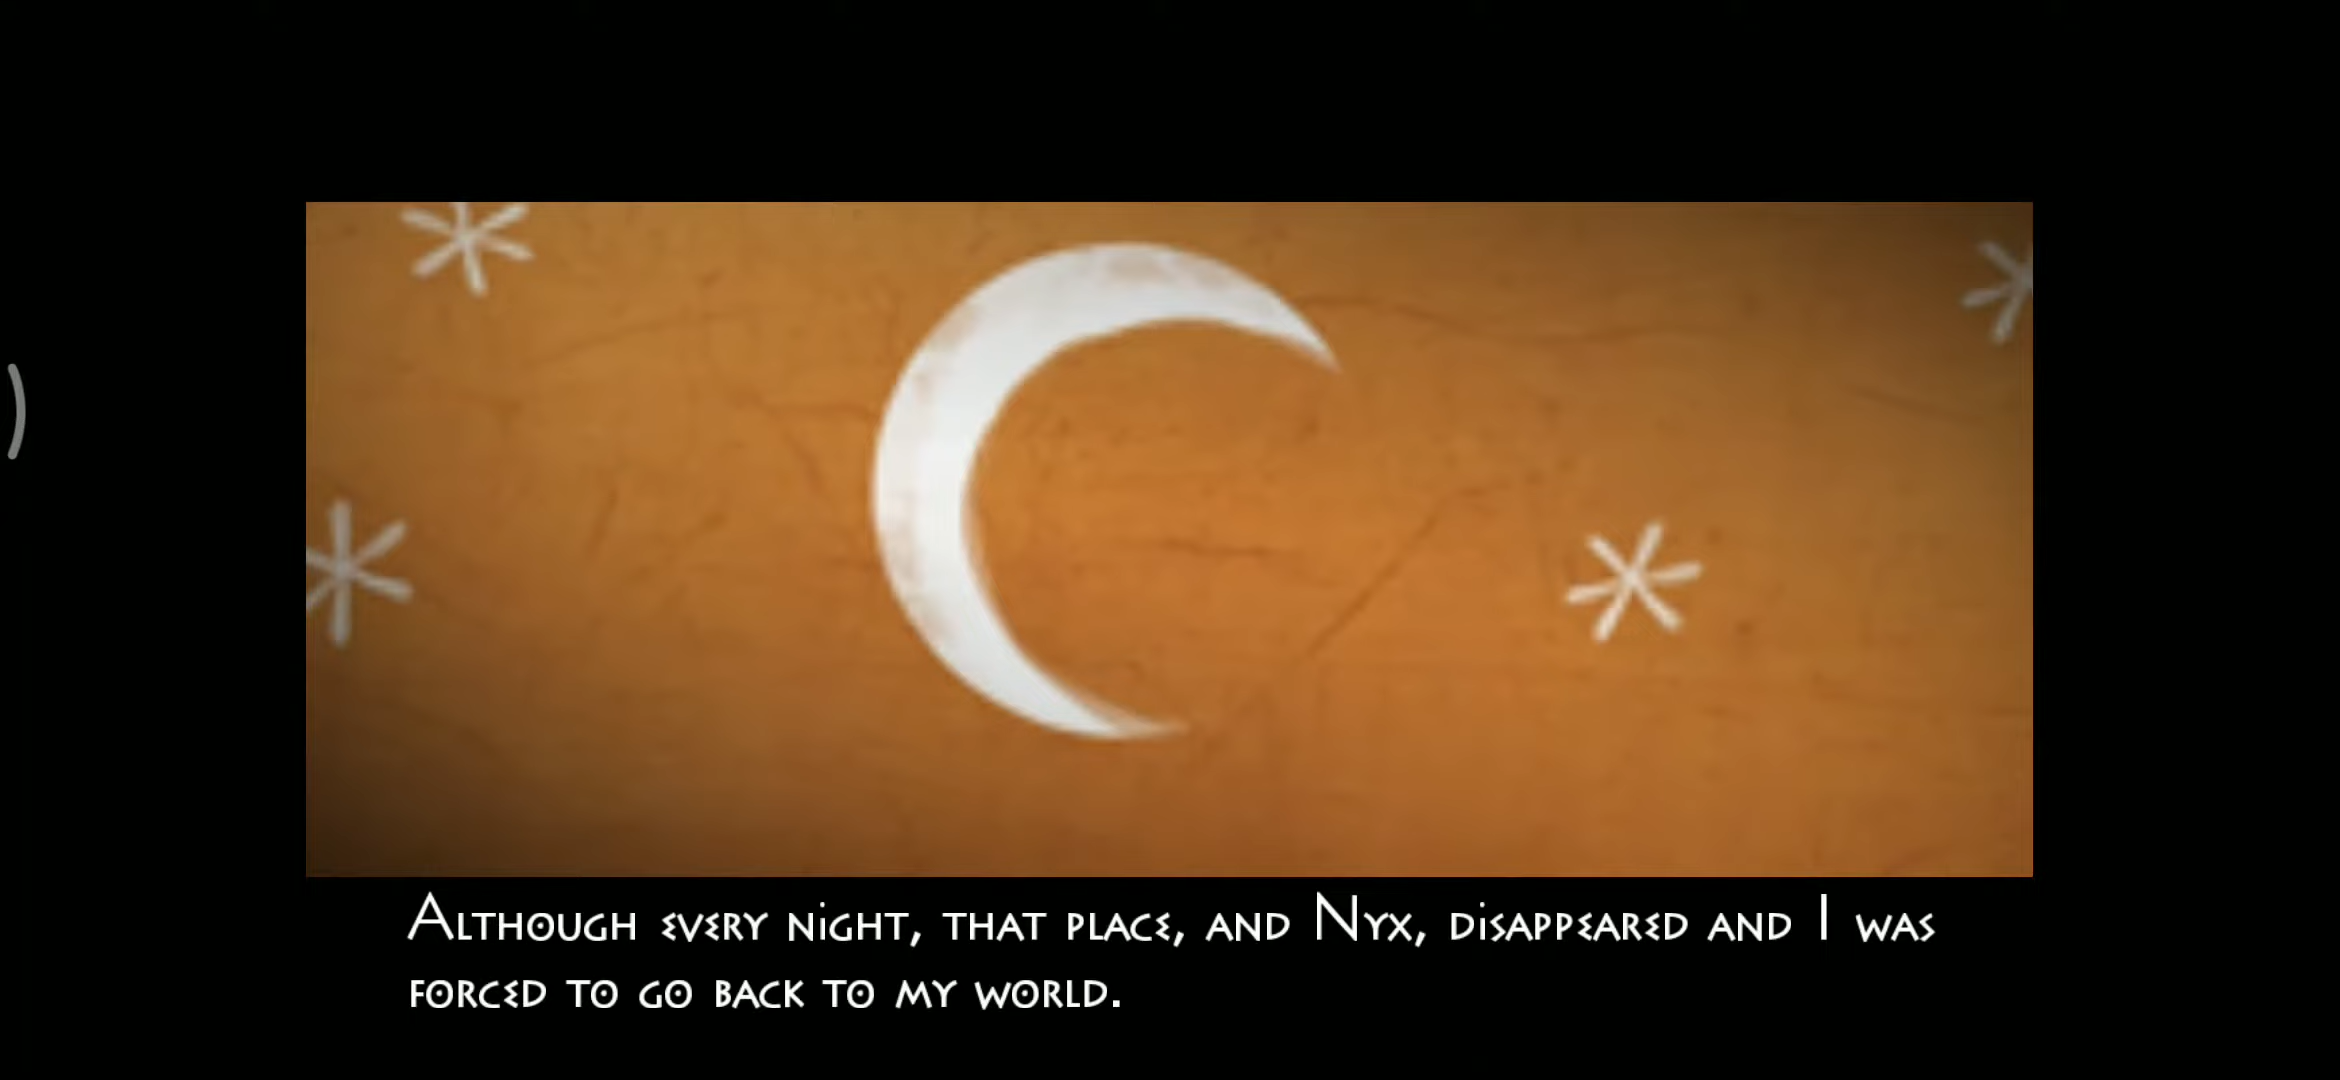 Although every night, that place, and Nyx, disappeared and I was
forced to go back to my world.